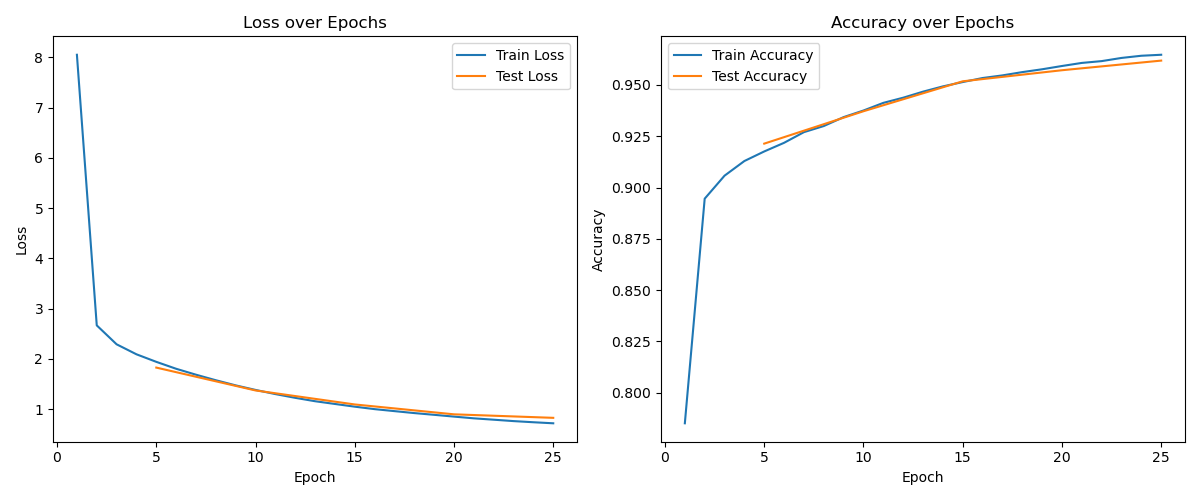 Loss over Epochs
Train Loss
Test Loss
8
7
6
5
4
3
2
1
Loss
0 5 10 15 20 25
Epoch
Accuracy over Epochs
Train Accuracy
Test Accuracy
0.950
0.925
0.900
0.875
0.850
0.825
0.800
Accuracy
0 5 10 15 20 25
Epoch